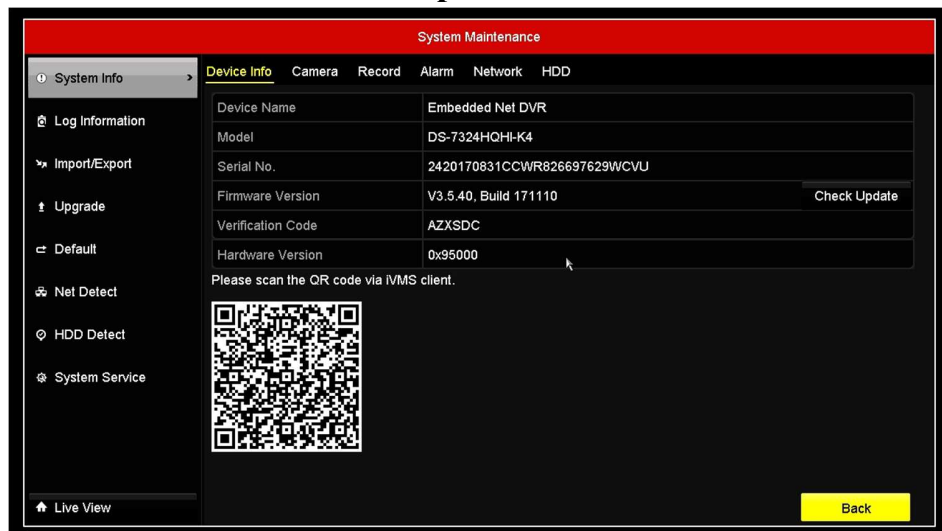 System Maintenance
System Info >
Device Info Camera Record Alarm Network HDD
Log Information
Import/Export
Upgrade
Default
Net Detect
HDD Detect
System Service
Live View
Device Name Embedded Net DVR
Model DS-7324HQHI-K4
Serial No. 2420170831CCWR826697629WCVU
Firmware Version V3.5.40, Build 171110 Check Update
Verification Code AZXSDC
Hardware Version 0x95000
Please scan the QR code via iVMS client.
Back